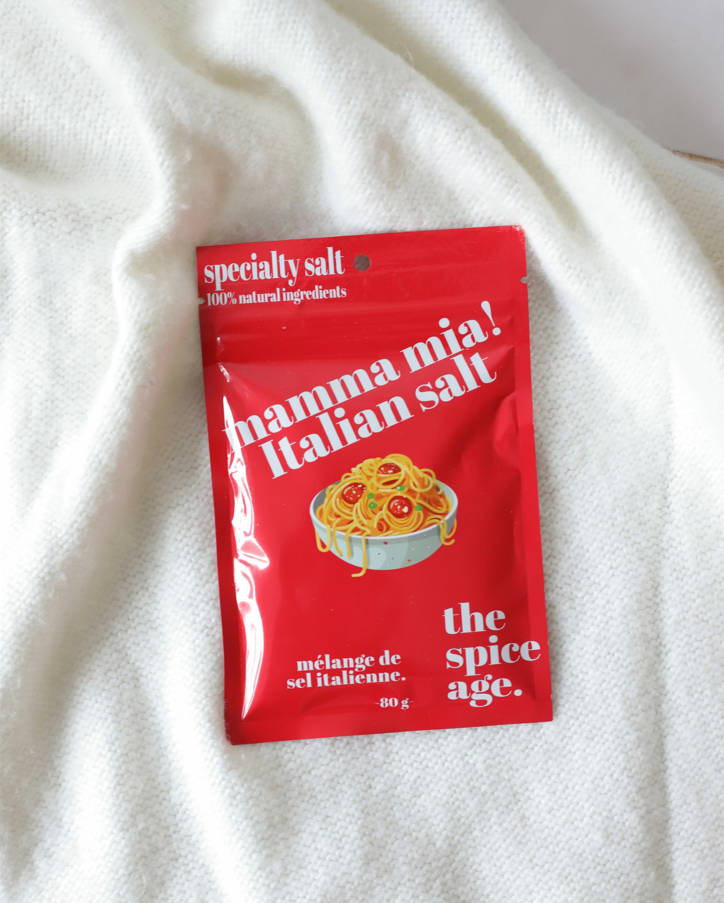 specialty salt
100% natural ingredients
mamma mia!
Italian salt
mélange de
sel italienne.
80 g
the
spice
age.